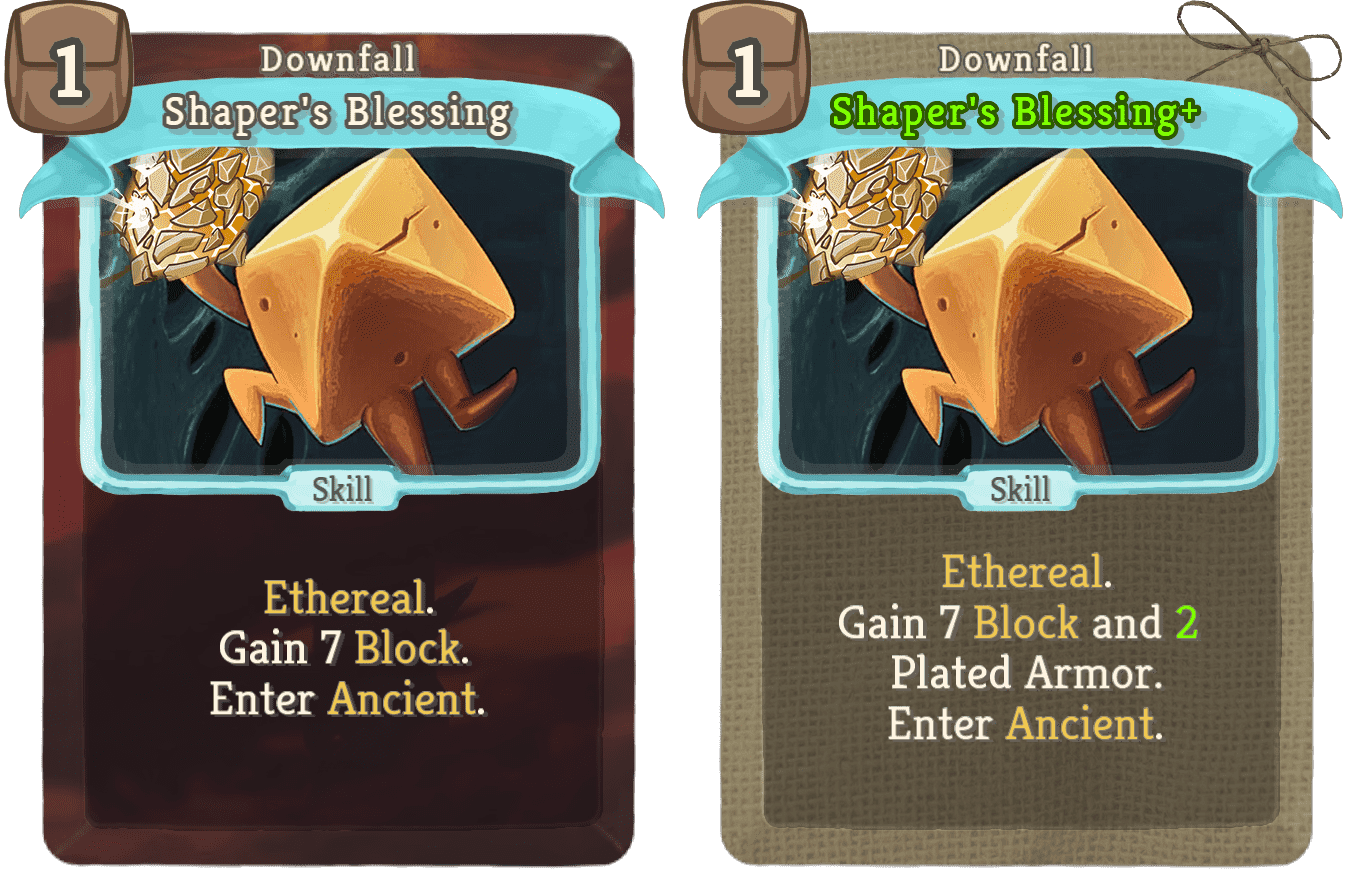 1
Downfall
Shaper's Blessing
Skill
Ethereal.
Gain 7 Block.
Enter Ancient.
1
Downfall
Shaper's Blessing+
Skill
Ethereal.
Gain 7 Block and 2
Plated Armor.
Enter Ancient.